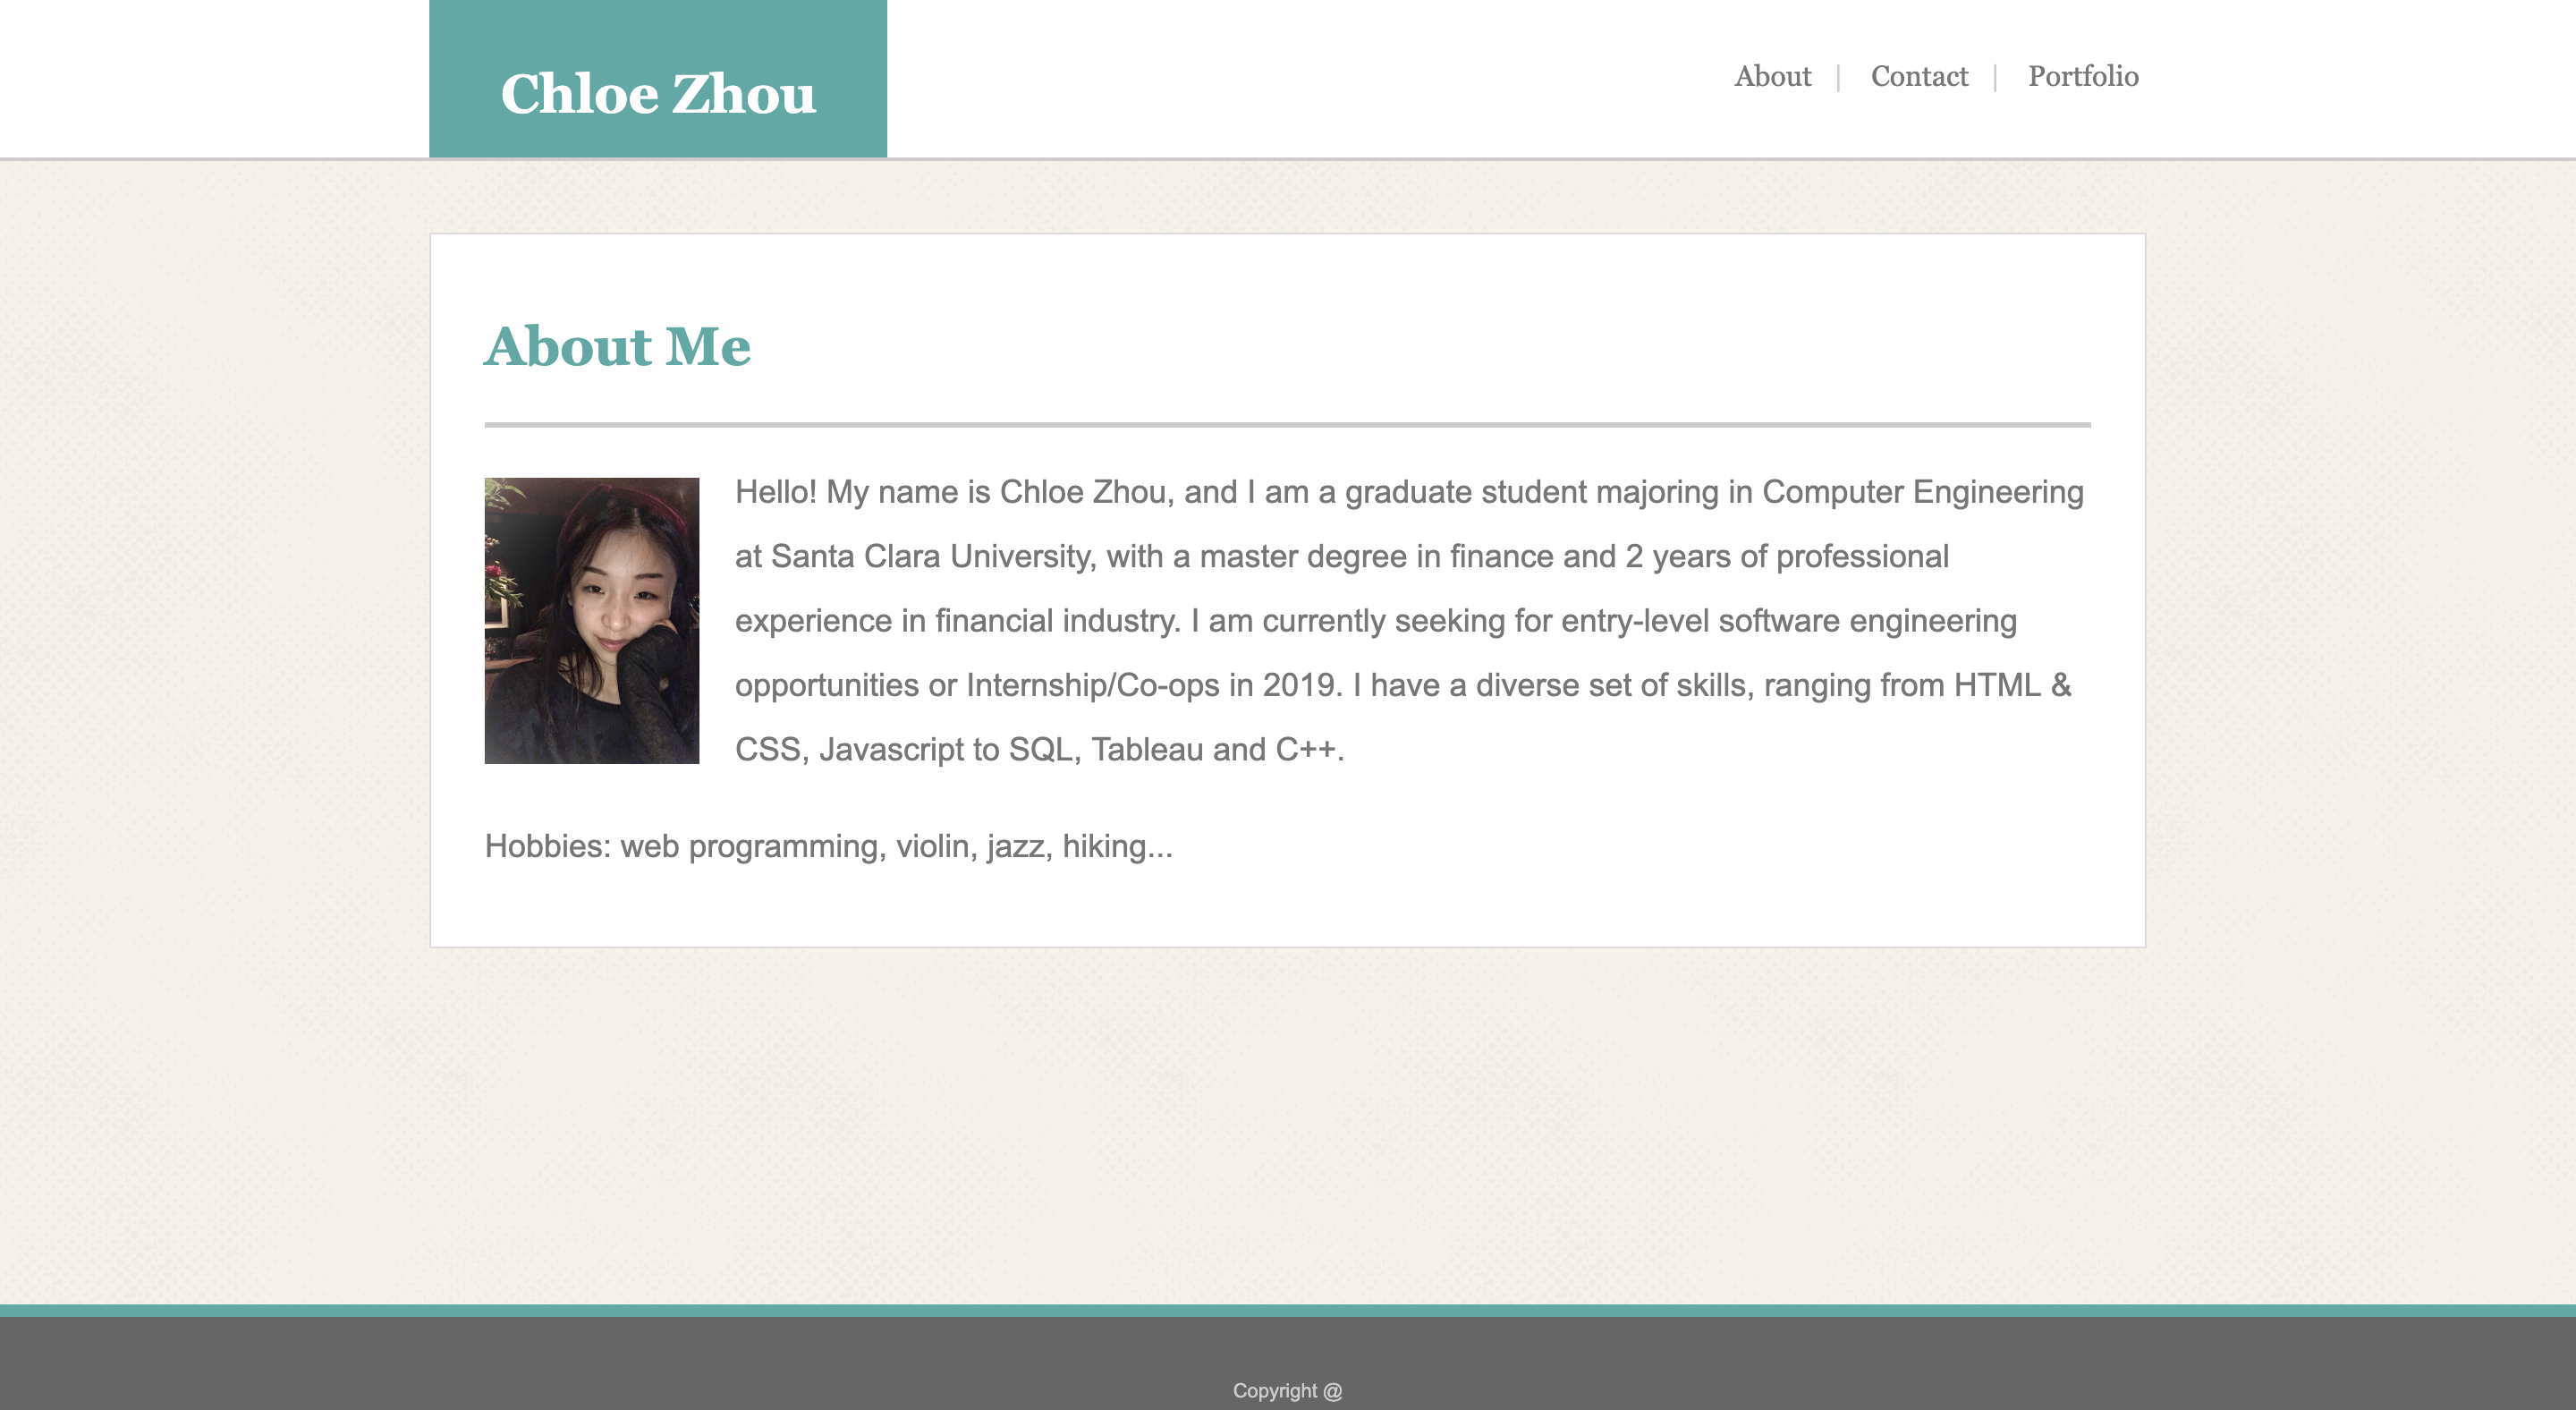 Chloe Zhou
About | Contact | Portfolio
About Me
Hello! My name is Chloe Zhou, and I am a graduate student majoring in Computer Engineering
at Santa Clara University, with a master degree in finance and 2 years of professional
experience in financial industry. I am currently seeking for entry-level software engineering
opportunities or Internship/Co-ops in 2019. I have a diverse set of skills, ranging from HTML &
CSS, Javascript to SQL, Tableau and C++.
Hobbies: web programming, violin, jazz, hiking...
Copyright @